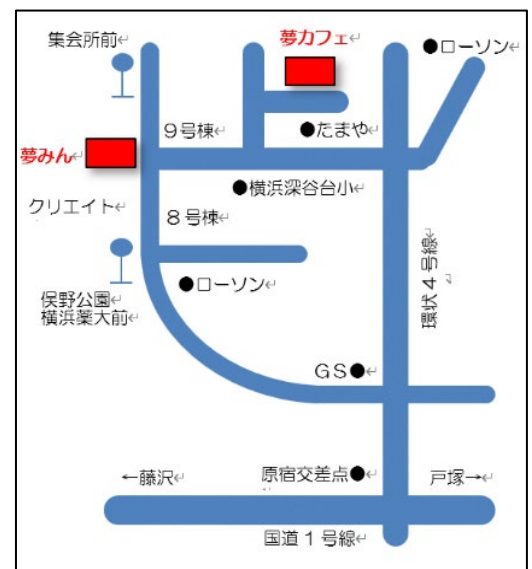 集会所前
夢カフェ
●ローソン
9号棟
●たまや
夢みん
●横浜深谷台小
クリエイト
8号棟
環状4号線
●ローソン
俣野公園
横浜薬大前
GS●
←藤沢
原宿交差点●
戸塚→
国道1号線